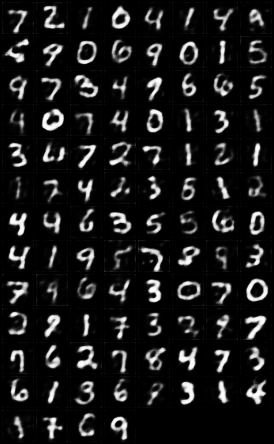 7 2 1 0 4 1 4 9
5 9 0 6 9 0 1 5
9 7 3 4 9 6 6 5
4 0 7 4 0 1 3 1
3 4 7 2 7 1 2 1
1 7 4 2 3 5 1 2
4 4 6 3 5 5 6 0
4 1 9 5 7 8 9 3
7 4 6 4 3 0 7 0
2 9 1 7 3 2 9 7
7 6 2 7 8 4 7 3
6 1 3 6 9 3 1 4
1 7 6 9